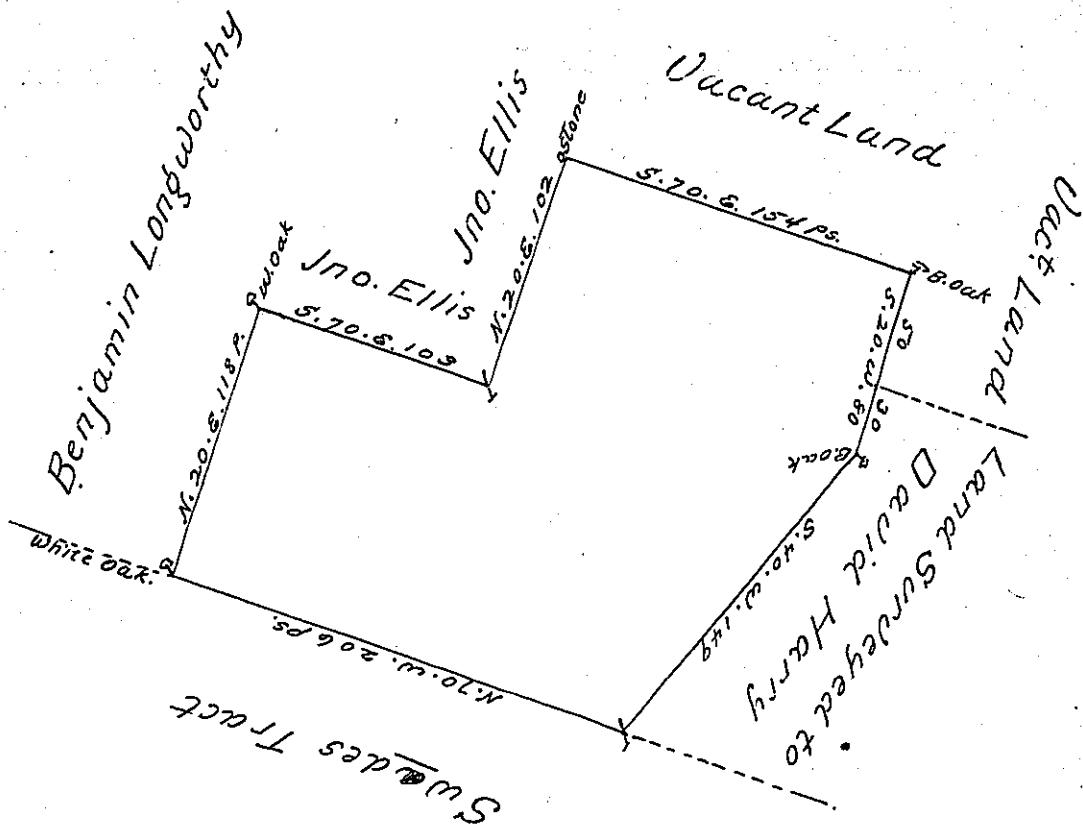 Benjamin Longworthy
Jno. Ellis
Jno. Ellis
Vacant Land
Vact Land
Land Surveyed to
David Harry
Swedes Tract
White oak.
N. 20. E. 118 P.
W. oak
S. 70. E. 103
N. 20. E. 102
stone
S. 70. E. 154 ps.
B. oak
S. 20. W. 80
50
30
B. oak
S. 40. W. 149
N. 70. W. 206 ps.